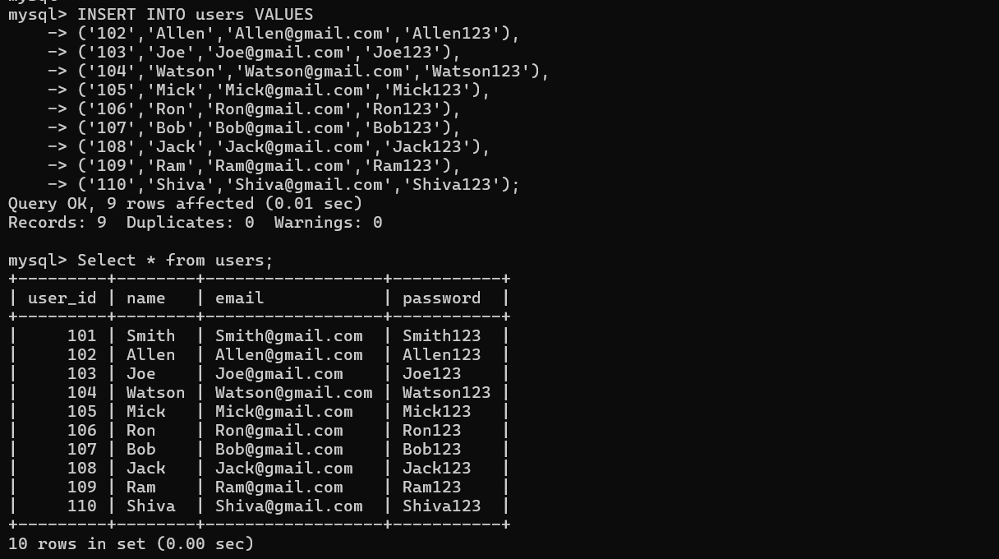 mysql> INSERT INTO users VALUES
    -> ('102','Allen','Allen@gmail.com','Allen123'),
    -> ('103','Joe','Joe@gmail.com','Joe123'),
    -> ('104','Watson','Watson@gmail.com','Watson123'),
    -> ('105','Mick','Mick@gmail.com','Mick123'),
    -> ('106','Ron','Ron@gmail.com','Ron123'),
    -> ('107','Bob','Bob@gmail.com','Bob123'),
    -> ('108','Jack','Jack@gmail.com','Jack123'),
    -> ('109','Ram','Ram@gmail.com','Ram123'),
    -> ('110','Shiva','Shiva@gmail.com','Shiva123');
Query OK, 9 rows affected (0.01 sec)
Records: 9  Duplicates: 0  Warnings: 0

mysql> Select * from users;
+---------+--------+------------------+-----------+
| user_id | name   | email            | password  |
+---------+--------+------------------+-----------+
|     101 | Smith  | Smith@gmail.com  | Smith123  |
|     102 | Allen  | Allen@gmail.com  | Allen123  |
|     103 | Joe    | Joe@gmail.com    | Joe123    |
|     104 | Watson | Watson@gmail.com | Watson123 |
|     105 | Mick   | Mick@gmail.com   | Mick123   |
|     106 | Ron    | Ron@gmail.com    | Ron123    |
|     107 | Bob    | Bob@gmail.com    | Bob123    |
|     108 | Jack   | Jack@gmail.com   | Jack123   |
|     109 | Ram    | Ram@gmail.com    | Ram123    |
|     110 | Shiva  | Shiva@gmail.com  | Shiva123  |
+---------+--------+------------------+-----------+
10 rows in set (0.00 sec)